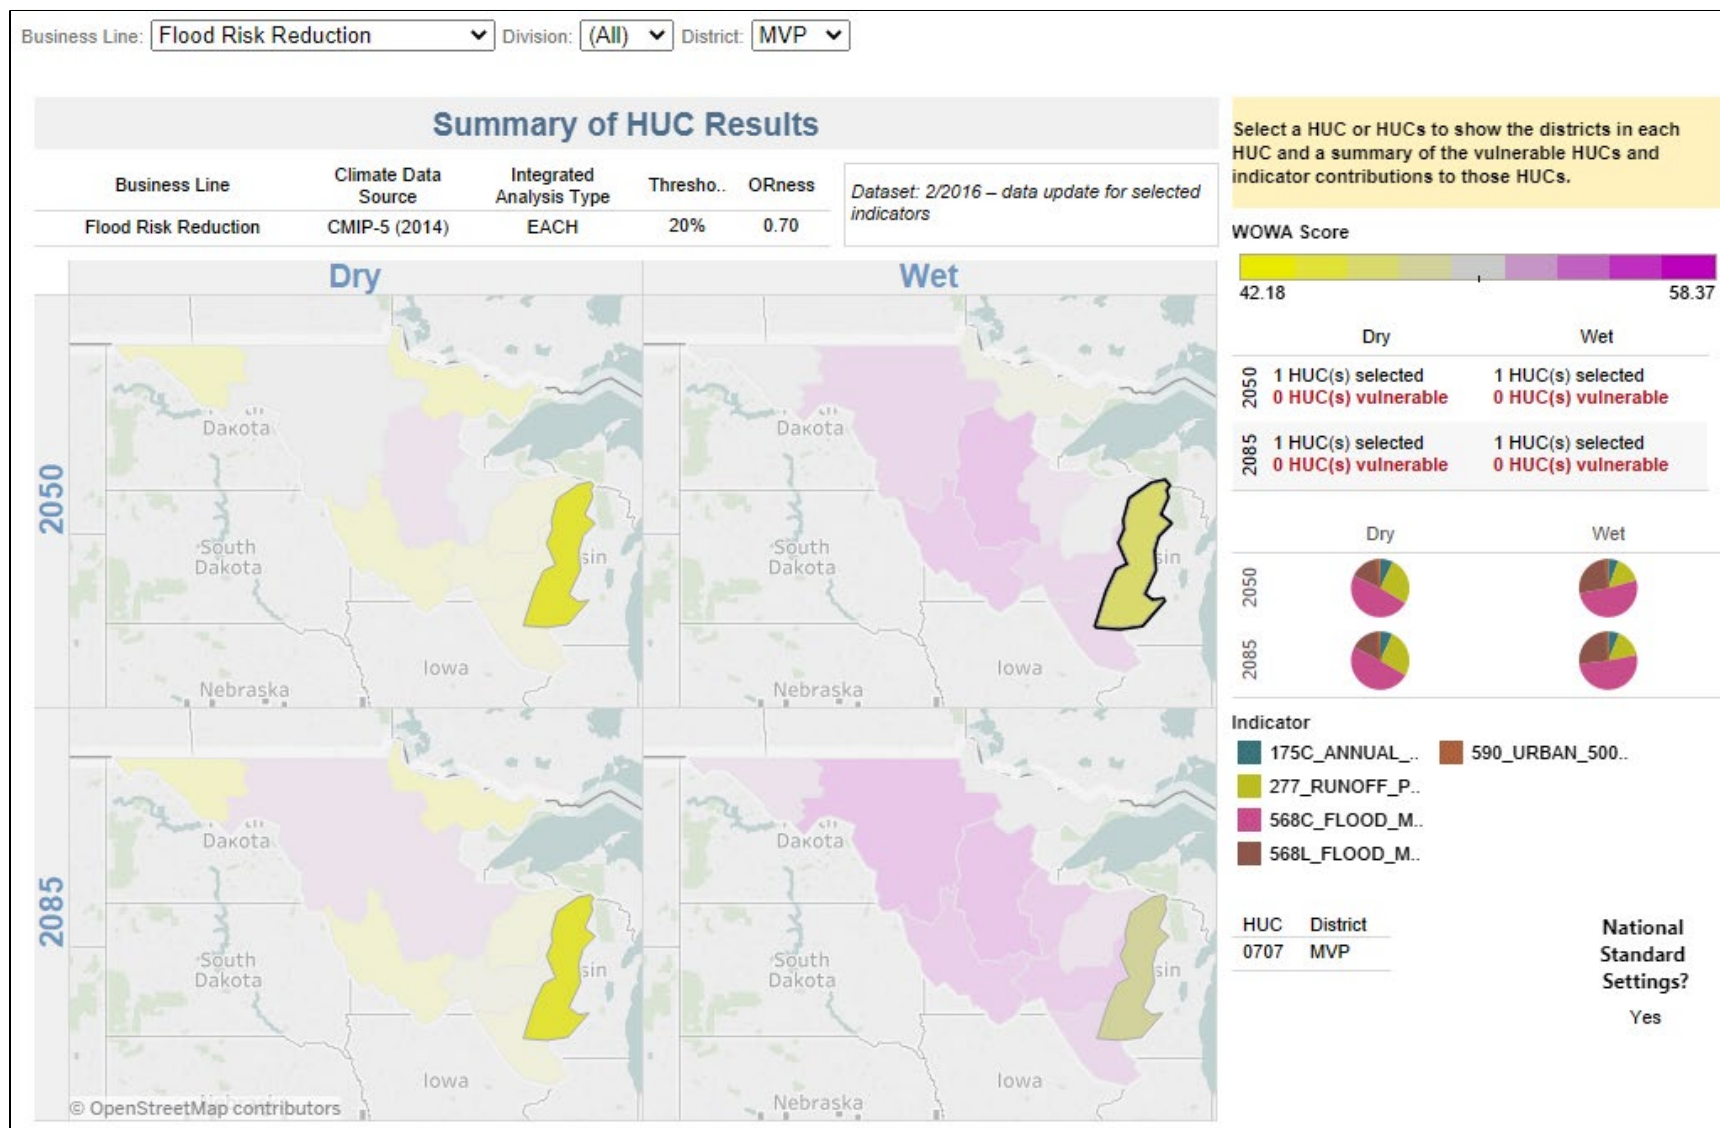 Business Line: Flood Risk Reduction Division: (All) District: MVP
Summary of HUC Results
Business Line
Climate Data
Source
Integrated
Analysis Type
Thresho..
ORness
Flood Risk Reduction
CMIP-5 (2014)
EACH
20%
0.70
Dataset: 2/2016 – data update for selected
indicators
Select a HUC or HUCs to show the districts in each
HUC and a summary of the vulnerable HUCs and
indicator contributions to those HUCs.
WOWA Score
42.18
58.37
Dry
Wet
2050
Dakota
South
Dakota
sin
Iowa
Nebraska
Dakota
South
Dakota
sin
Iowa
Nebraska
2085
Dakota
South
Dakota
sin
Iowa
© OpenStreetMap contributors
Dakota
South
Dakota
sin
Iowa
Nebraska
Dry
Wet
2050
1 HUC(s) selected
0 HUC(s) vulnerable
1 HUC(s) selected
0 HUC(s) vulnerable
2085
1 HUC(s) selected
0 HUC(s) vulnerable
1 HUC(s) selected
0 HUC(s) vulnerable
Dry
Wet
2050
2085
Indicator
175C_ANNUAL_..
590_URBAN_500..
277_RUNOFF_P..
568C_FLOOD_M..
568L_FLOOD_M..
HUC
District
0707
MVP
National
Standard
Settings?
Yes